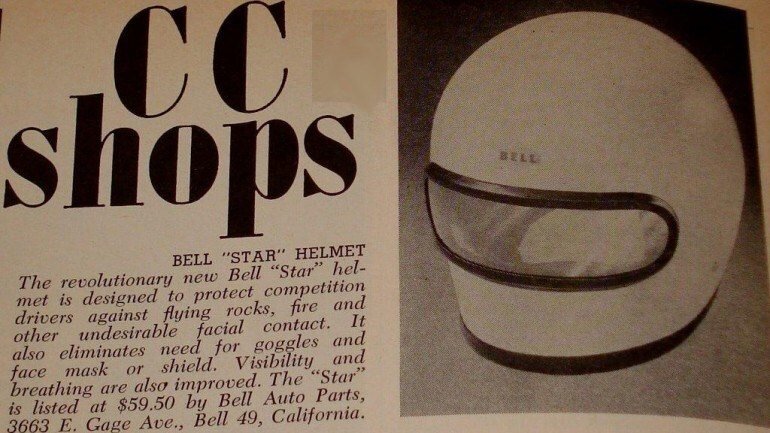 CC
shops
BELL "STAR" HELMET
The revolutionary new Bell "Star" hel-
met is designed to protect competition
drivers against flying rocks, fire and
other undesirable facial contact. It
also eliminates need for goggles and
face mask or shield. Visibility and
breathing are also improved. The "Star"
is listed at $59.50 by Bell Auto Parts,
3663 E. Gage Ave., Bell 49, California.
BELL